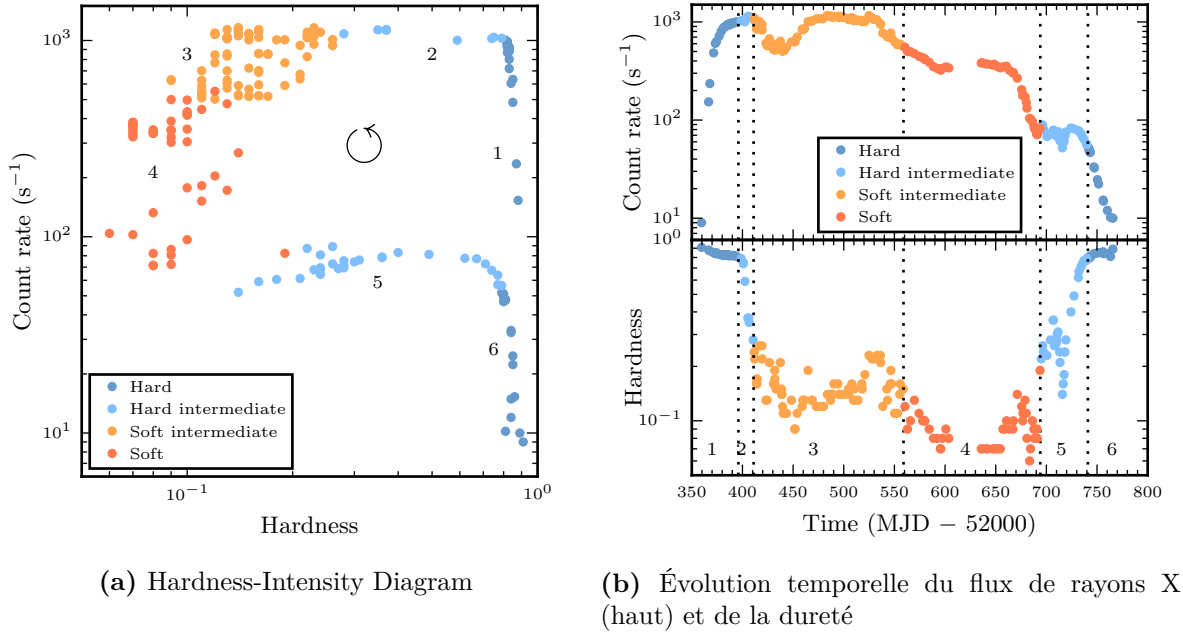 10³
10²
10¹
10⁻¹
10⁰
Count rate (s⁻¹)
Hardness
1
2
3
4
5
6
Hard
Hard intermediate
Soft intermediate
Soft
(a) Hardness-Intensity Diagram
10³
10²
10¹
10⁰
Count rate (s⁻¹)
Hard
Hard intermediate
Soft intermediate
Soft
10⁻¹
Hardness
1 2 3 4 5 6
350 400 450 500 550 600 650 700 750 800
Time (MJD − 52000)
(b) Évolution temporelle du flux de rayons X
(haut) et de la dureté